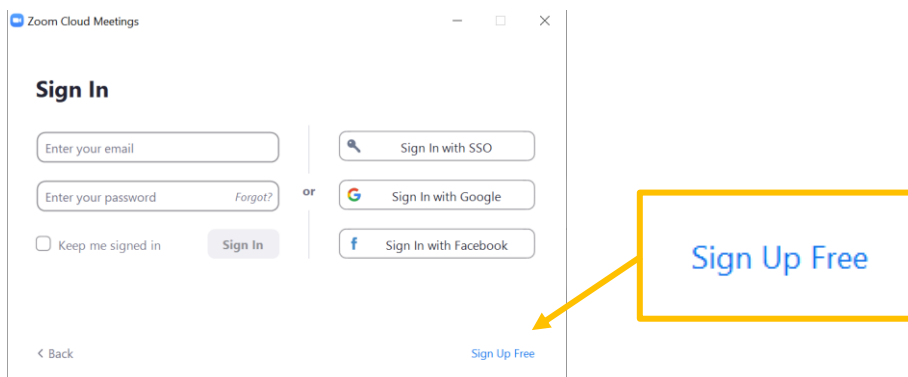 Zoom Cloud Meetings
Sign In
Enter your email
Enter your password Forgot?
Keep me signed in Sign In
or
Sign In with SSO
Sign In with Google
Sign In with Facebook
< Back
Sign Up Free
Sign Up Free